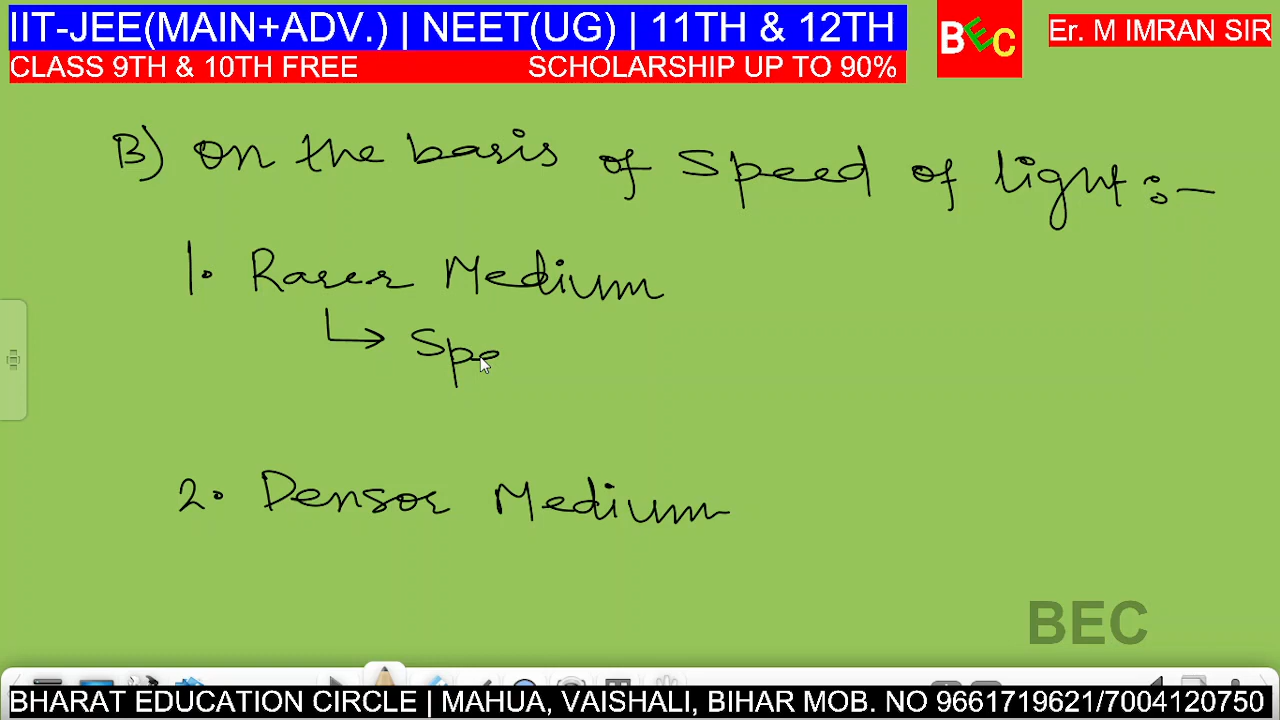 IIT-JEE(MAIN+ADV.) | NEET(UG) | 11TH & 12TH
CLASS 9TH & 10TH FREE SCHOLARSHIP UP TO 90%
BEC
Er. M IMRAN SIR
B) on the basis of Speed of light :-
1. Rarer Medium
↳ Spe
2. Densor Medium
BEC
BHARAT EDUCATION CIRCLE | MAHUA, VAISHALI, BIHAR MOB. NO 9661719621/7004120750